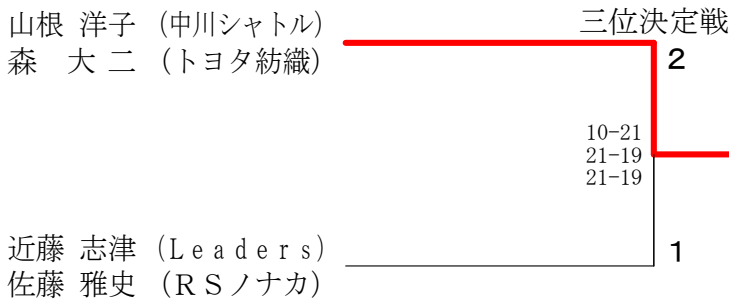 山根 洋子 (中川シャトル)
森　大二 (トヨタ紡織)
三位決定戦
2
10-21
21-19
21-19
近藤 志津 (Leaders)
佐藤 雅史 (RSノナカ)
1